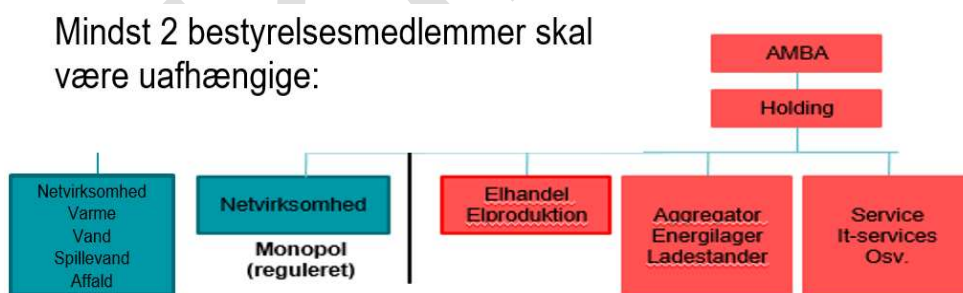 Mindst 2 bestyrelsesmedlemmer skal
være uafhængige:
AMBA
Holding
Netvirksomhed
Varme
Vand
Spillevand
Affald
Netvirksomhed
Monopol
(reguleret)
Elhandel
Elproduktion
Aggregator
Energilager
Ladestander
Service
It-services
Osv.